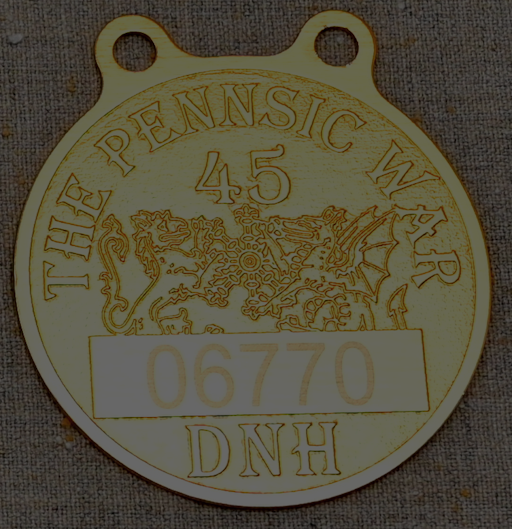 THE PENNSIC WAR
45
06770
DNH